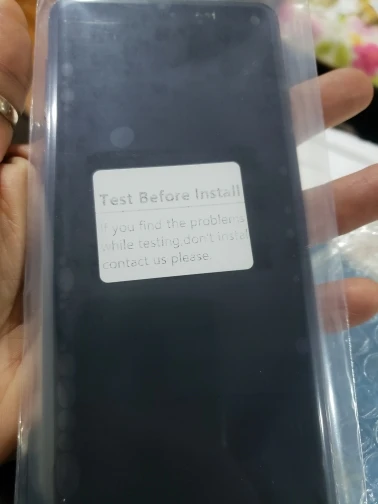 Test Before Install
If you find the problems
while testing,don't install
contact us please.